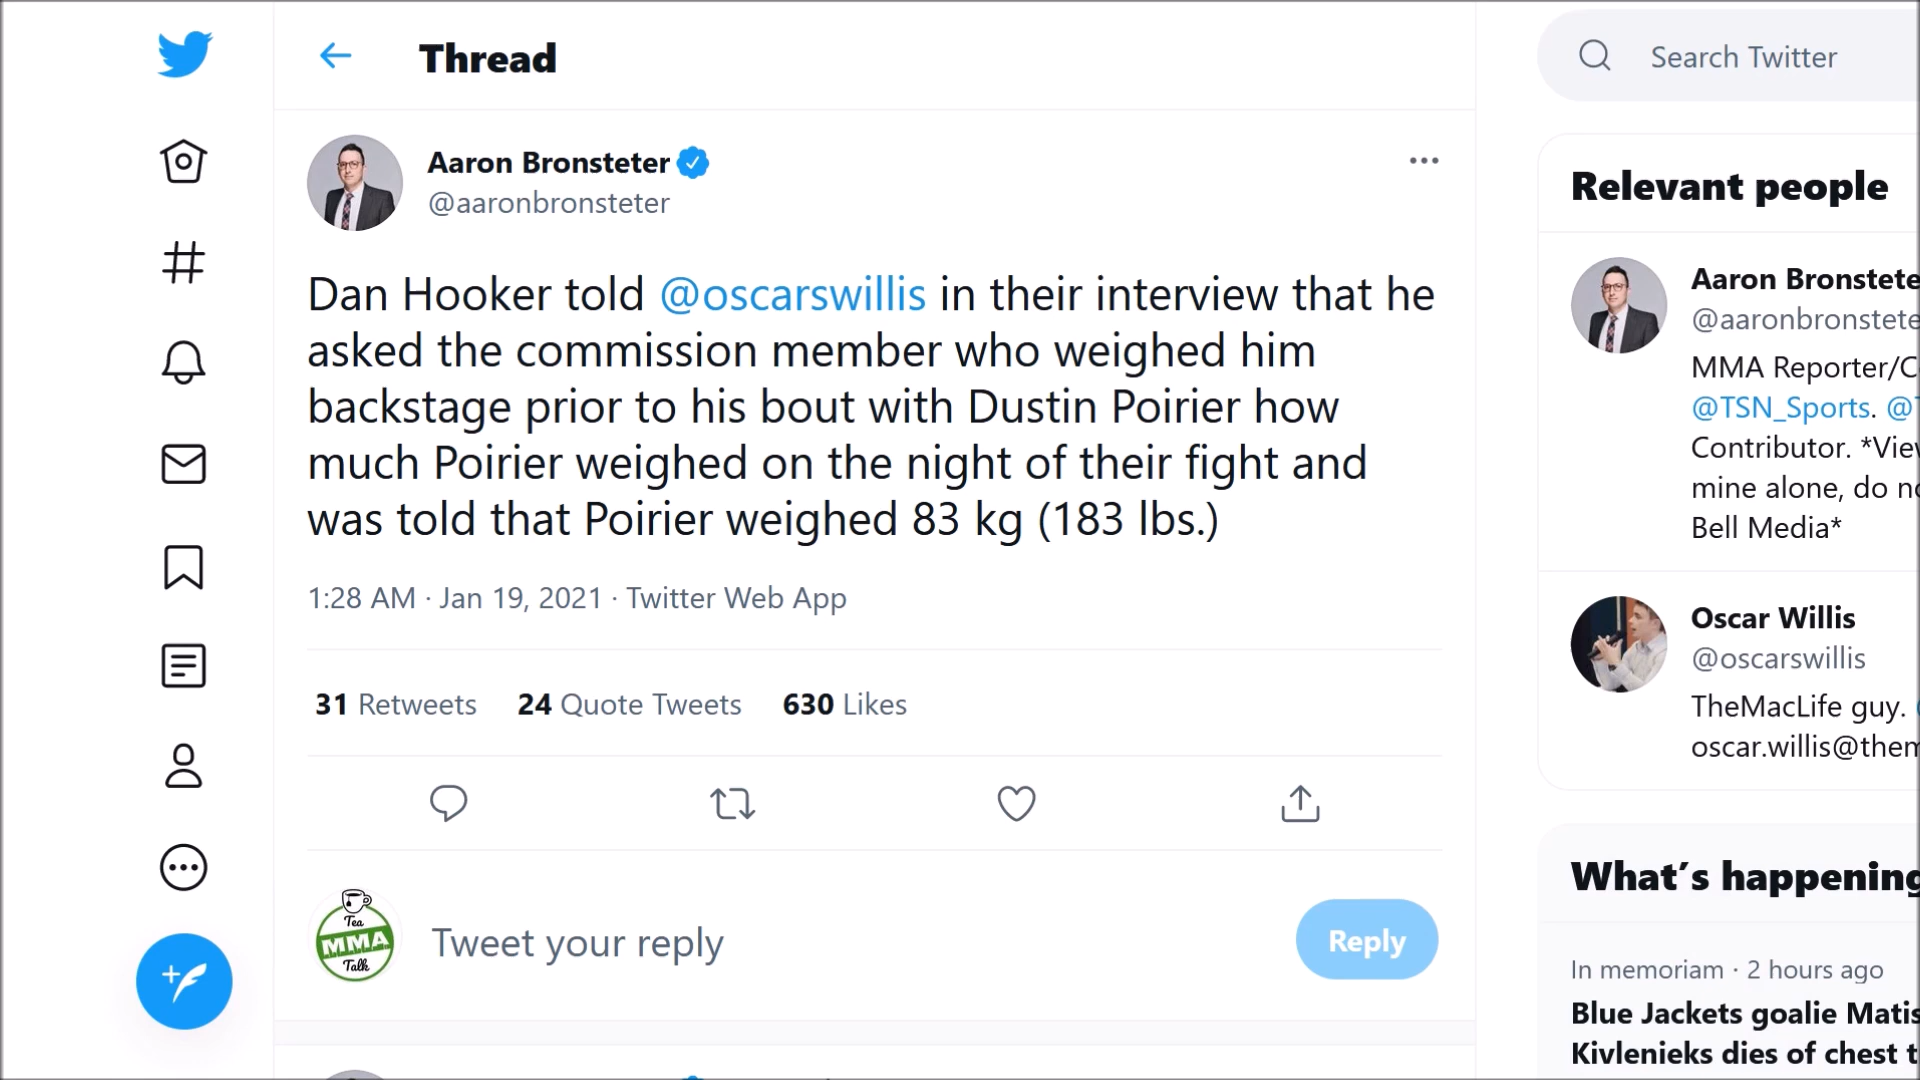 Thread
Search Twitter
Aaron Bronsteter
@aaronbronsteter
Dan Hooker told @oscarswillis in their interview that he
asked the commission member who weighed him
backstage prior to his bout with Dustin Poirier how
much Poirier weighed on the night of their fight and
was told that Poirier weighed 83 kg (183 lbs.)
1:28 AM · Jan 19, 2021 · Twitter Web App
31 Retweets 24 Quote Tweets 630 Likes
Tea
MMA
Talk
Tweet your reply
Reply
Relevant people
Aaron Bronstete
@aaronbronstete
MMA Reporter/C
@TSN_Sports. @
Contributor. *View
mine alone, do no
Bell Media*
Oscar Willis
@oscarswillis
TheMacLife guy.
oscar.willis@them
What's happening
In memoriam · 2 hours ago
Blue Jackets goalie Matis
Kivlenieks dies of chest t